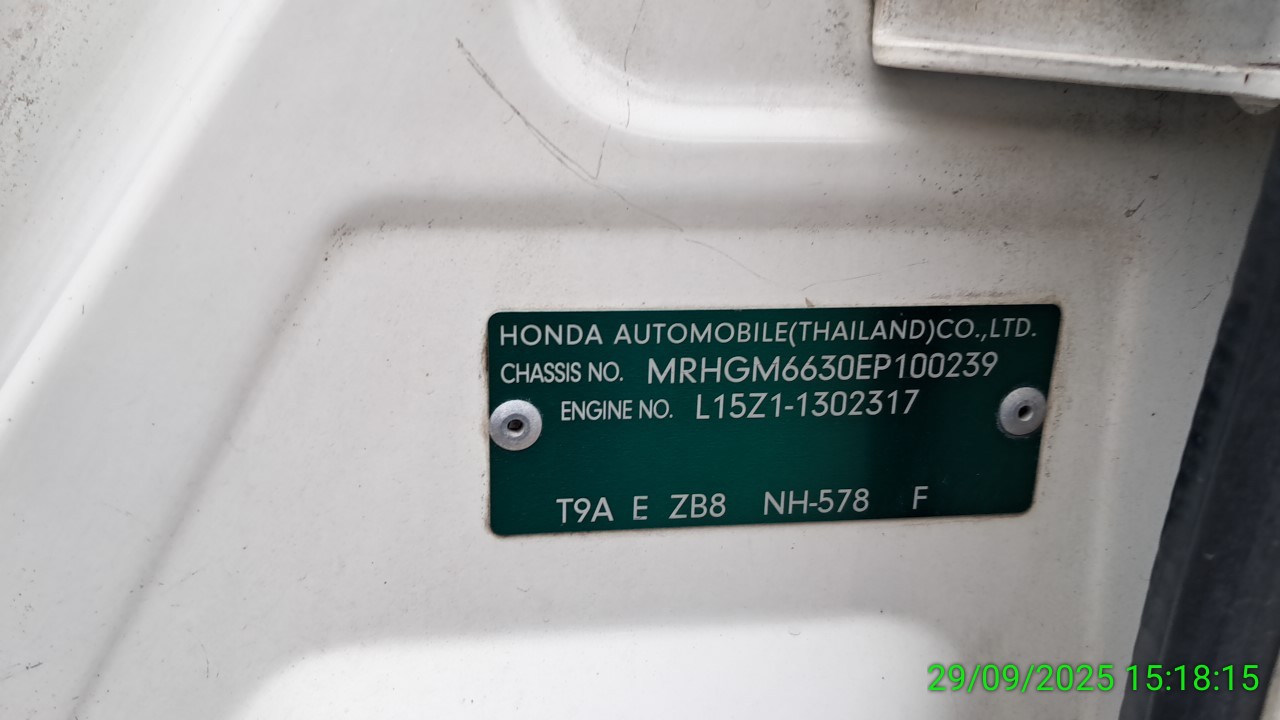 HONDA AUTOMOBILE(THAILAND)CO.,LTD.
CHASSIS NO. MRHGM6630EP100239
ENGINE NO. L15Z1-1302317
T9A E ZB8 NH-578 F
29/09/2025 15:18:15